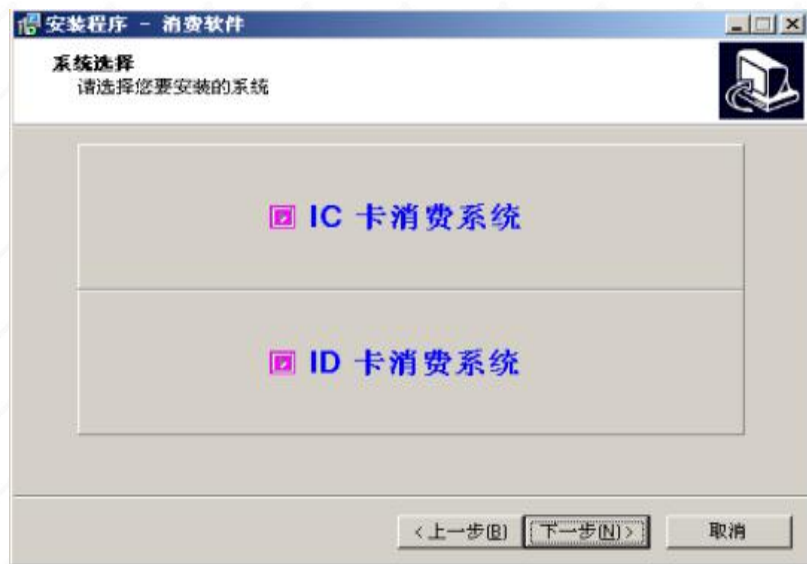 安装程序 - 消费软件
系统选择
请选择您要安装的系统
IC 卡消费系统
ID 卡消费系统
<上一步(B) 下一步(N)> 取消